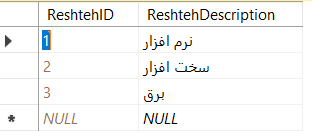 ReshtehID ReshtehDescription
1 نرم افزار
2 سخت افزار
3 برق
* NULL NULL